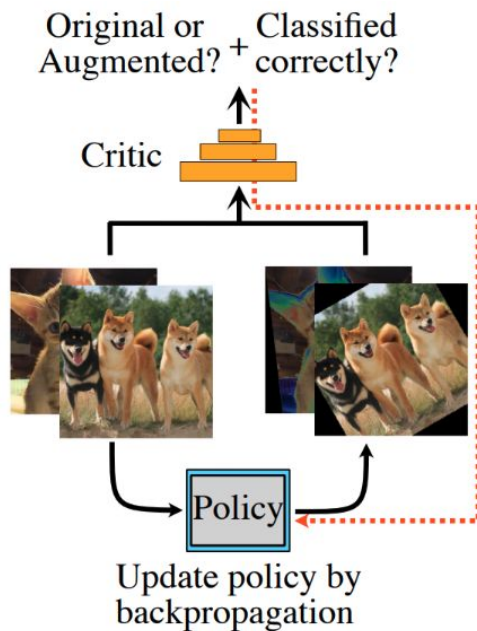 Original or
Augmented? + Classified
correctly?
Critic
Policy
Update policy by
backpropagation